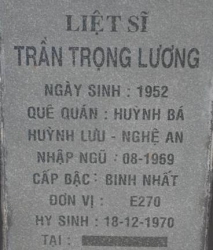 LIỆT SĨ
TRẦN TRỌNG LƯƠNG
NGÀY SINH : 1952
QUÊ QUÁN : HUỲNH BÁ
HUỲNH LƯU - NGHỆ AN
NHẬP NGŨ : 08-1969
CẤP BẬC : BINH NHẤT
ĐƠN VỊ : E270
HY SINH : 18-12-1970
TẠI :